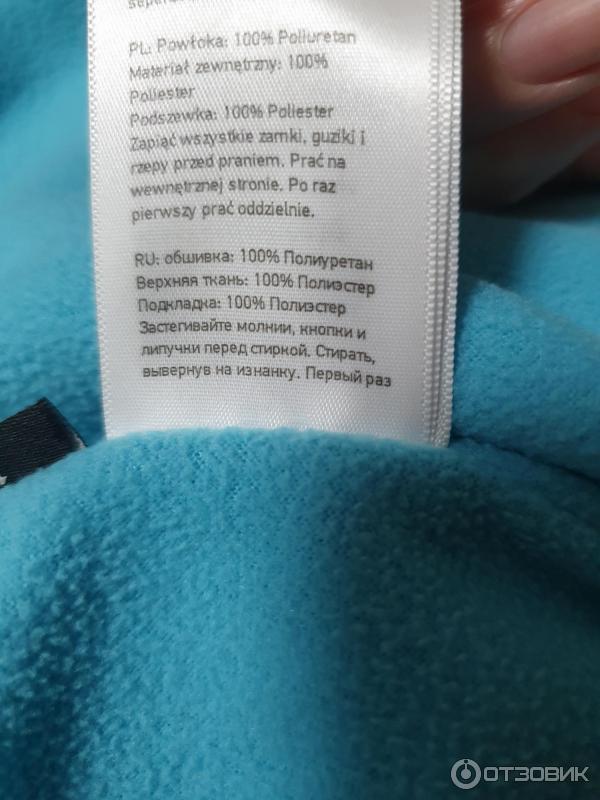 PL: Powłoka: 100% Poliuretan
Materiał zewnętrzny: 100%
Poliester
Podszewka: 100% Poliester
Zapiąć wszystkie zamki, guziki i
rzepy przed praniem. Prać na
wewnętrznej stronie. Po raz
pierwszy prać oddzielnie.
RU: обшивка: 100% Полиуретан
Верхняя ткань: 100% Полиэстер
Подкладка: 100% Полиэстер
Застегивайте молнии, кнопки и
липучки перед стиркой. Стирать,
вывернув на изнанку. Первый раз
ОТЗОВИК